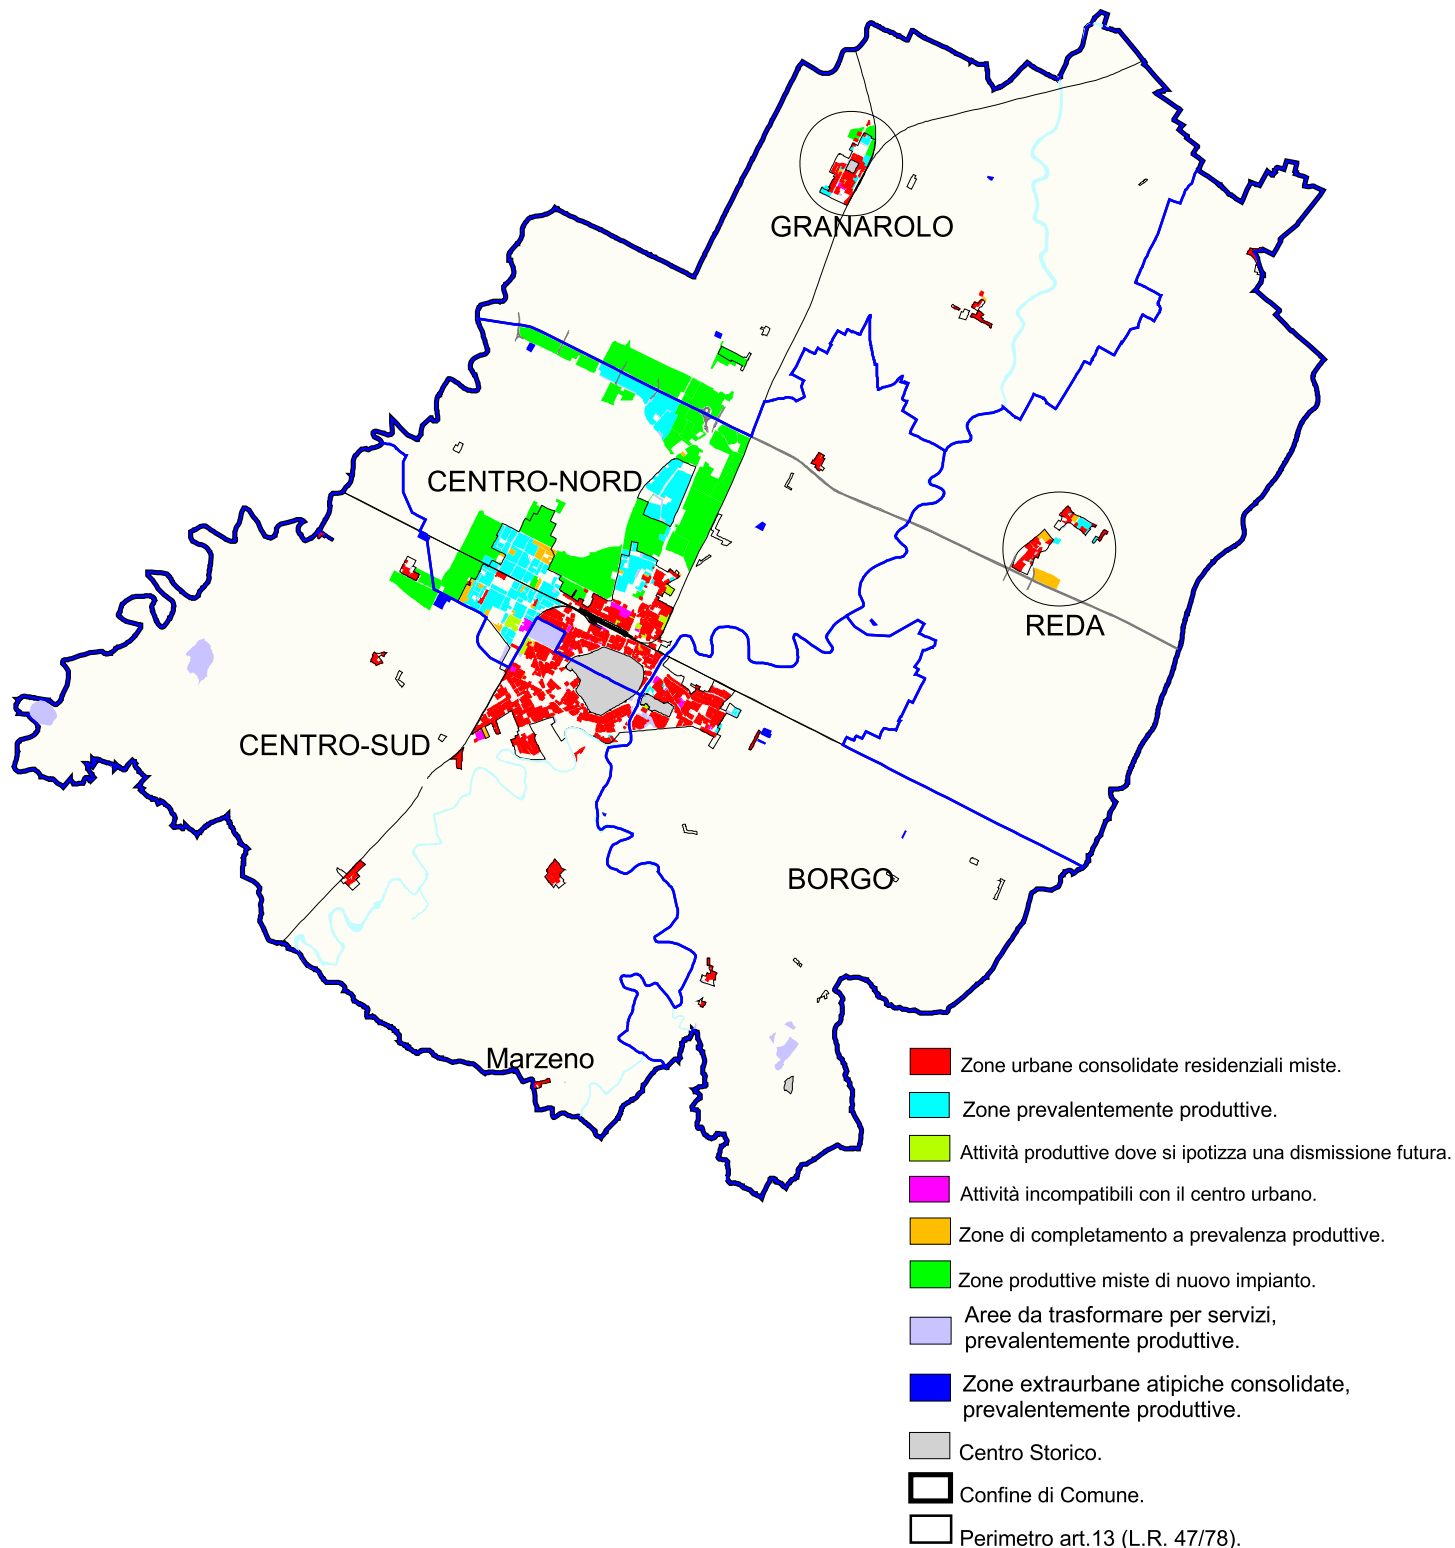 GRANAROLO
CENTRO-NORD
REDA
CENTRO-SUD
BORGO
Marzeno
Zone urbane consolidate residenziali miste.
Zone prevalentemente produttive.
Attività produttive dove si ipotizza una dismissione futura.
Attività incompatibili con il centro urbano.
Zone di completamento a prevalenza produttive.
Zone produttive miste di nuovo impianto.
Aree da trasformare per servizi,
prevalentemente produttive.
Zone extraurbane atipiche consolidate,
prevalentemente produttive.
Centro Storico.
Confine di Comune.
Perimetro art.13 (L.R. 47/78).